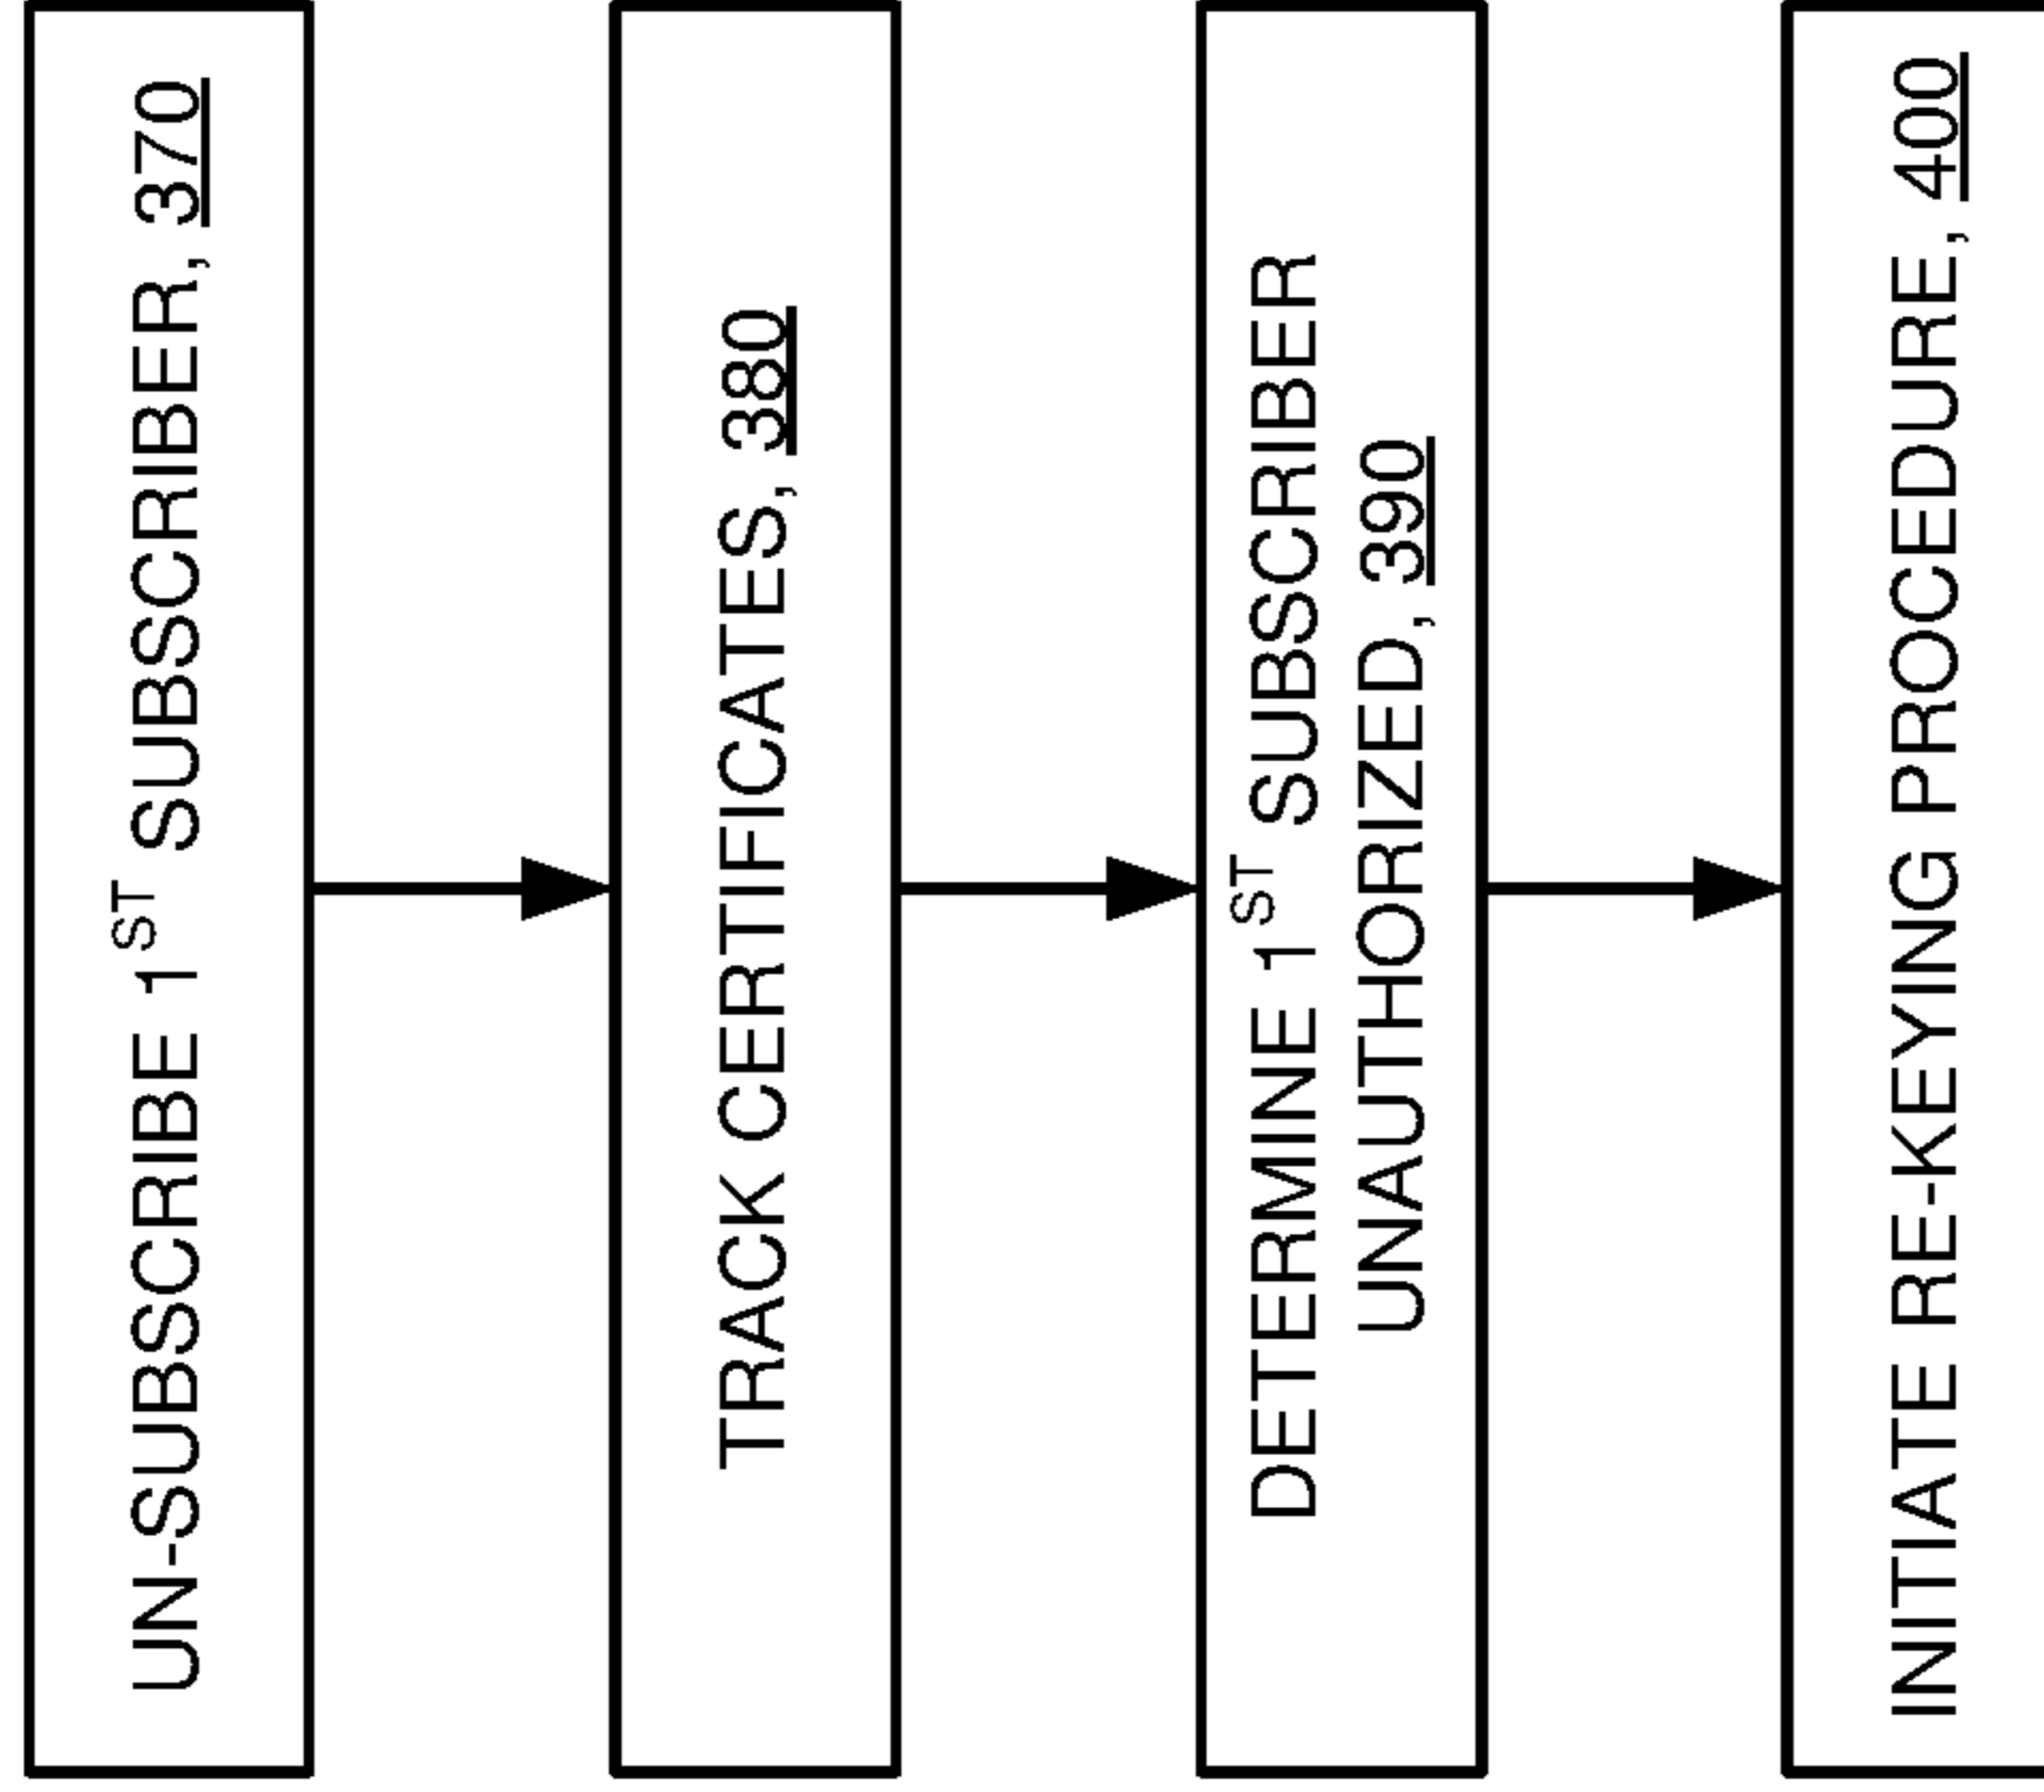 UN-SUBSCRIBE 1ST SUBSCRIBER, 370
TRACK CERTIFICATES, 380
DETERMINE 1ST SUBSCRIBER
UNAUTHORIZED, 390
INITIATE RE-KEYING PROCEDURE, 400